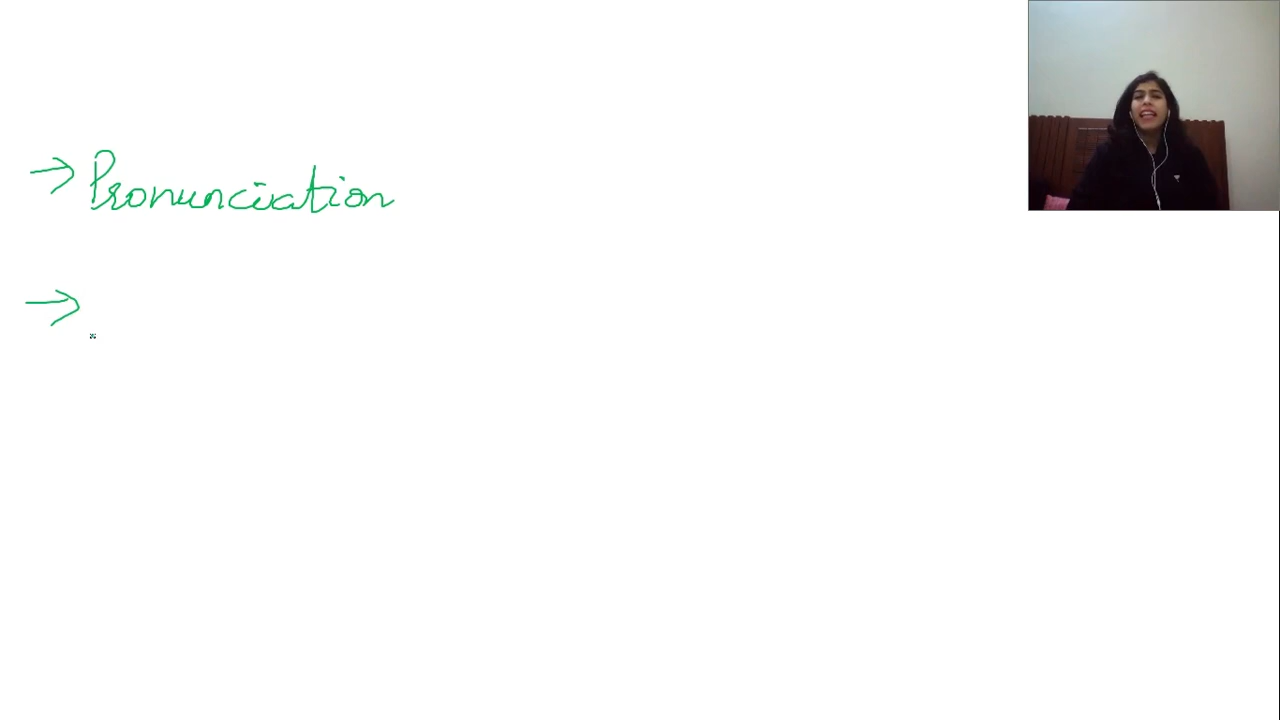 → Pronunciation
→